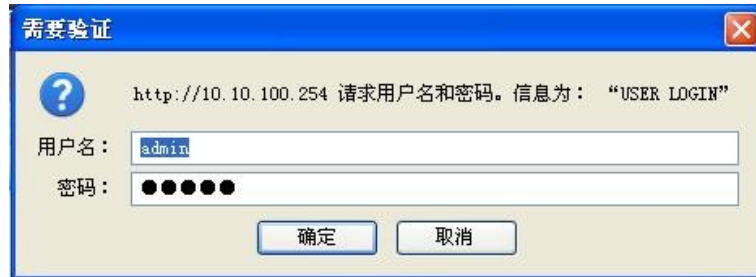 需要验证
http://10.10.100.254 请求用户名和密码。信息为： “USER LOGIN”
用户名： admin
密码： ●●●●●
确定 取消